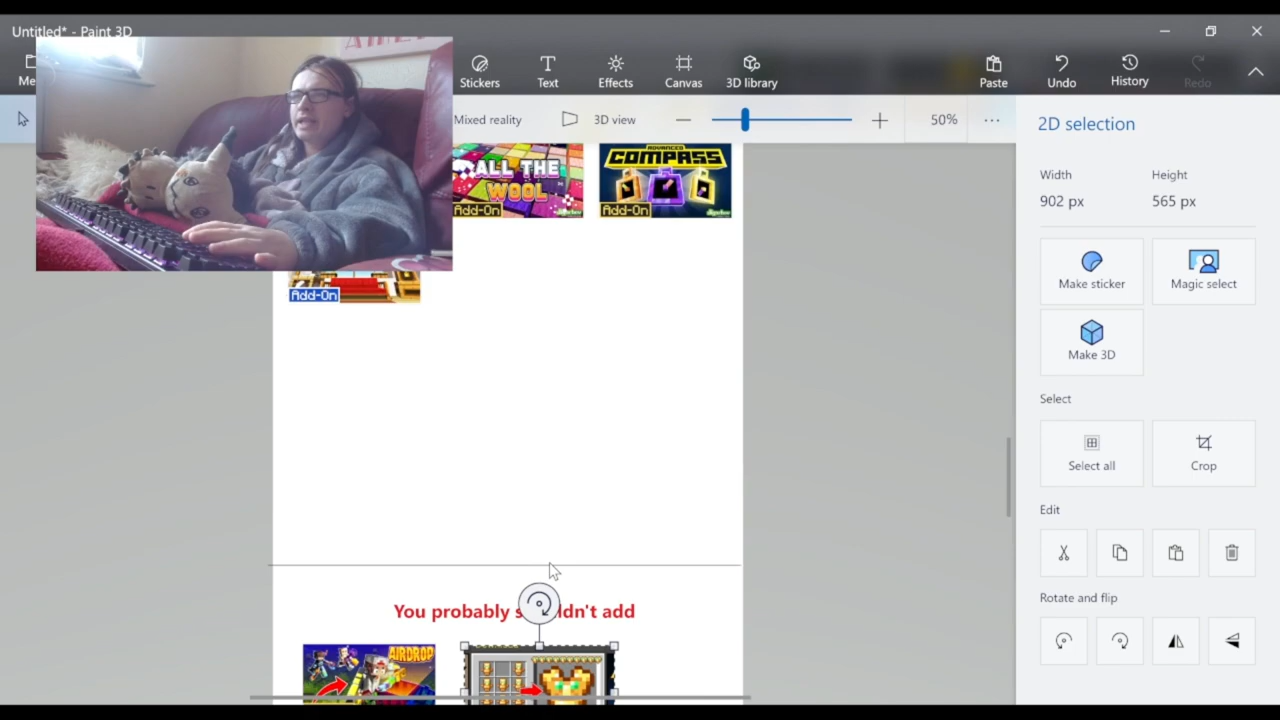 Untitled* - Paint 3D
Stickers
Text
Effects
Canvas
3D library
Paste
Undo
History
Redo
Mixed reality
3D view
50%
2D selection
Width
Height
902 px
565 px
Make sticker
Magic select
Make 3D
Select
Select all
Crop
Edit
Rotate and flip
ALL THE
WOOL
Add-On
ADVANCED
COMPASS
Add-On
Add-On
You probably
add
AIRDROP